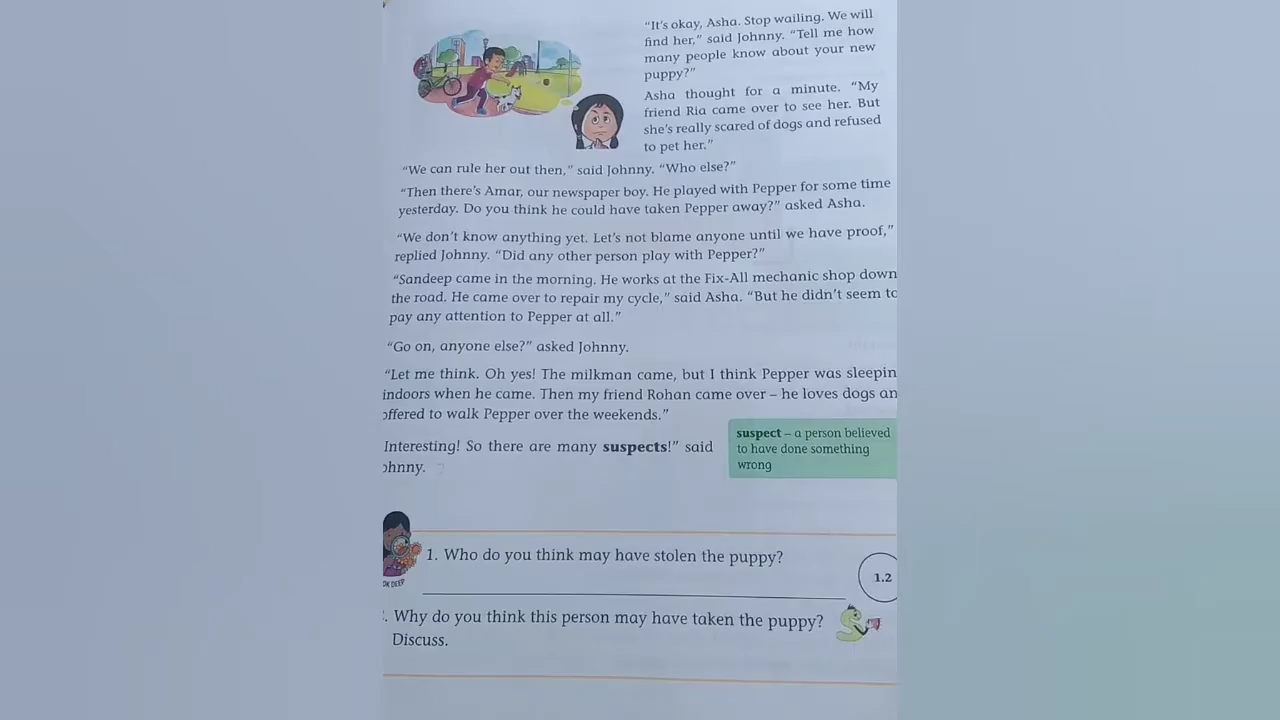 “It’s okay, Asha. Stop wailing. We will
find her,” said Johnny. “Tell me how
many people know about your new
puppy?”
Asha thought for a minute. “My
friend Ria came over to see her. But
she’s really scared of dogs and refused
to pet her.”
“We can rule her out then,” said Johnny. “Who else?”
“Then there’s Amar, our newspaper boy. He played with Pepper for some time
yesterday. Do you think he could have taken Pepper away?” asked Asha.
“We don’t know anything yet. Let’s not blame anyone until we have proof,”
replied Johnny. “Did any other person play with Pepper?”
“Sandeep came in the morning. He works at the Fix-All mechanic shop down
the road. He came over to repair my cycle,” said Asha. “But he didn’t seem to
pay any attention to Pepper at all.”
“Go on, anyone else?” asked Johnny.
“Let me think. Oh yes! The milkman came, but I think Pepper was sleepin
indoors when he came. Then my friend Rohan came over – he loves dogs an
offered to walk Pepper over the weekends.”
Interesting! So there are many suspects!” said
ohnny.
suspect – a person believed
to have done something
wrong
OK DEEP
1. Who do you think may have stolen the puppy?
1.2
. Why do you think this person may have taken the puppy?
Discuss.